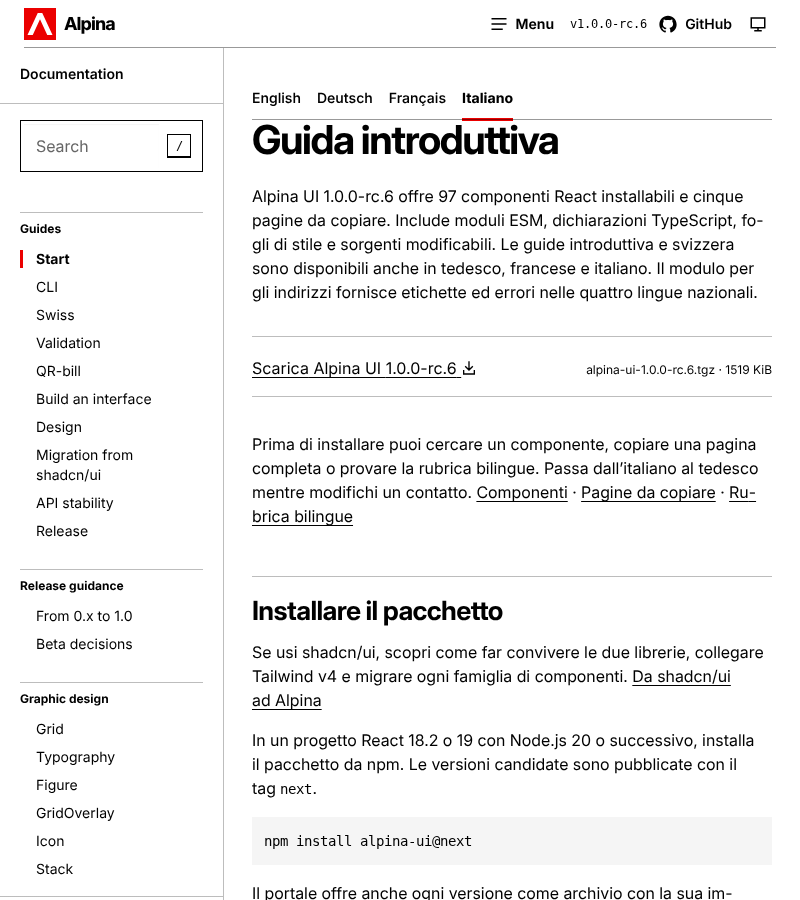 Alpina
Menu
v1.0.0-rc.6
GitHub
Documentation
Search
/
Guides
Start
CLI
Swiss
Validation
QR-bill
Build an interface
Design
Migration from
shadcn/ui
API stability
Release
Release guidance
From 0.x to 1.0
Beta decisions
Graphic design
Grid
Typography
Figure
GridOverlay
Icon
Stack
English Deutsch Français Italiano
Guida introduttiva
Alpina UI 1.0.0-rc.6 offre 97 componenti React installabili e cinque
pagine da copiare. Include moduli ESM, dichiarazioni TypeScript, fo-
gli di stile e sorgenti modificabili. Le guide introduttiva e svizzera
sono disponibili anche in tedesco, francese e italiano. Il modulo per
gli indirizzi fornisce etichette ed errori nelle quattro lingue nazionali.
Scarica Alpina UI 1.0.0-rc.6
alpina-ui-1.0.0-rc.6.tgz · 1519 KiB
Prima di installare puoi cercare un componente, copiare una pagina
completa o provare la rubrica bilingue. Passa dall’italiano al tedesco
mentre modifichi un contatto. Componenti · Pagine da copiare · Ru-
brica bilingue
Installare il pacchetto
Se usi shadcn/ui, scopri come far convivere le due librerie, collegare
Tailwind v4 e migrare ogni famiglia di componenti. Da shadcn/ui
ad Alpina
In un progetto React 18.2 o 19 con Node.js 20 o successivo, installa
il pacchetto da npm. Le versioni candidate sono pubblicate con il
tag next.
npm install alpina-ui@next
Il portale offre anche ogni versione come archivio con la sua im-